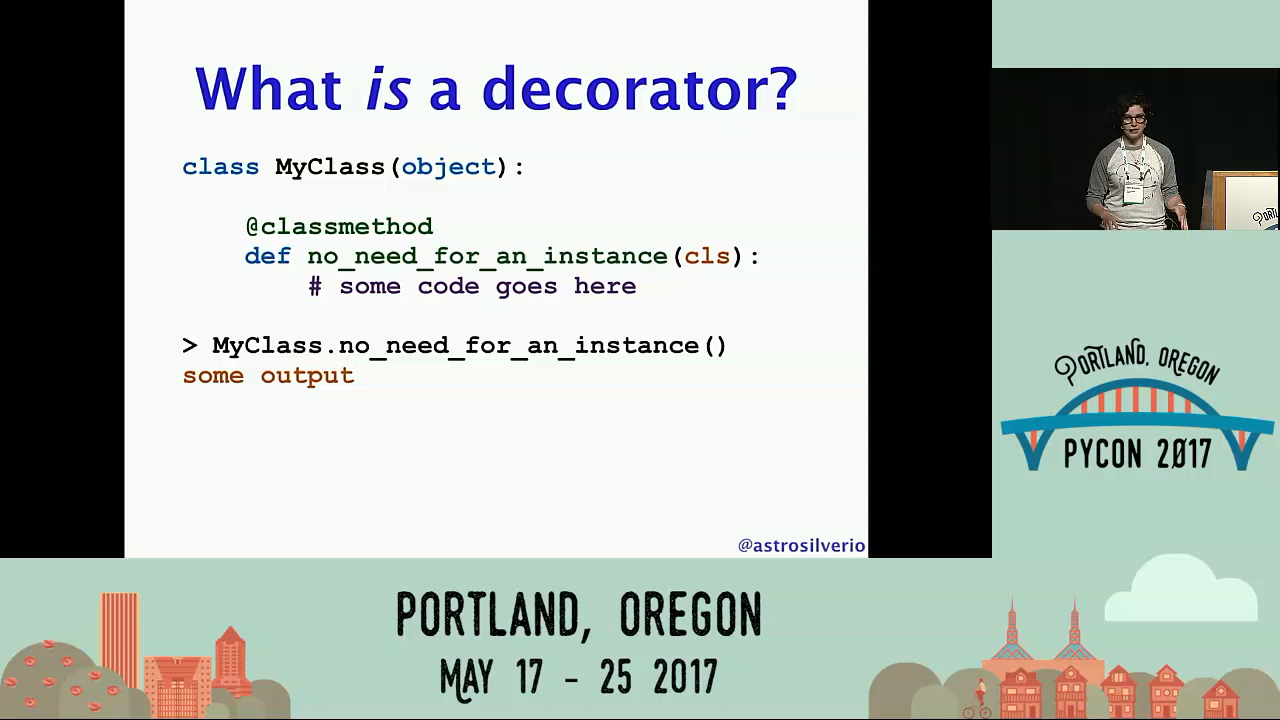 What is a decorator?
class MyClass(object):
@classmethod
def no_need_for_an_instance(cls):
# some code goes here
> MyClass.no_need_for_an_instance()
some output
@astrosilverio
PORTLAND, OREGON
PYCON 2017
PORTLAND, OREGON
MAY 17 - 25 2017